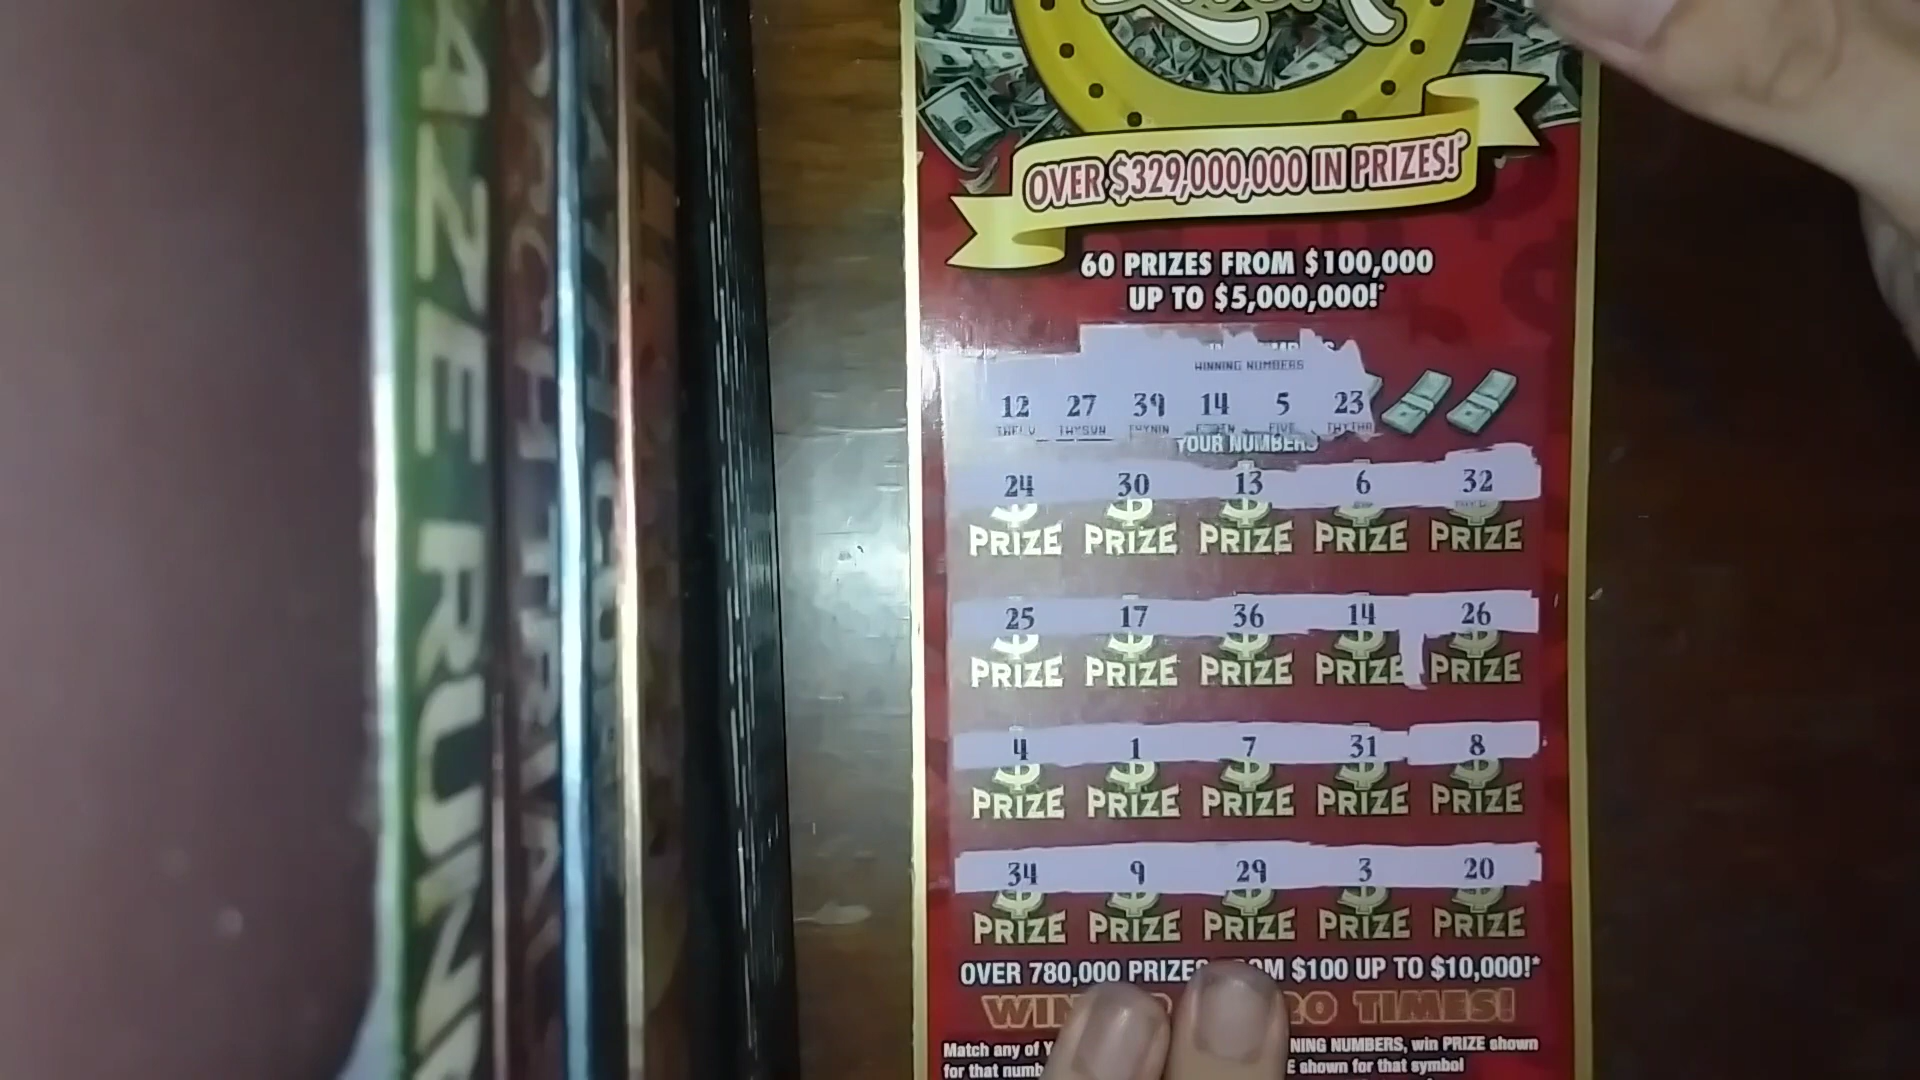 OVER $329,000,000 IN PRIZES!*
60 PRIZES FROM $100,000
UP TO $5,000,000!*
WINNING NUMBERS
12 27 39 14 5 23
YOUR NUMBERS
24 30 13 6 32
PRIZE PRIZE PRIZE PRIZE PRIZE
25 17 36 14 26
PRIZE PRIZE PRIZE PRIZE PRIZE
4 1 7 31 8
PRIZE PRIZE PRIZE PRIZE PRIZE
34 9 29 3 20
PRIZE PRIZE PRIZE PRIZE PRIZE
OVER 780,000 $100 UP TO $10,000!*
TIMES!
Match any of NUMBERS, win PRIZE shown
for that shown for that symbol
AZE RUN